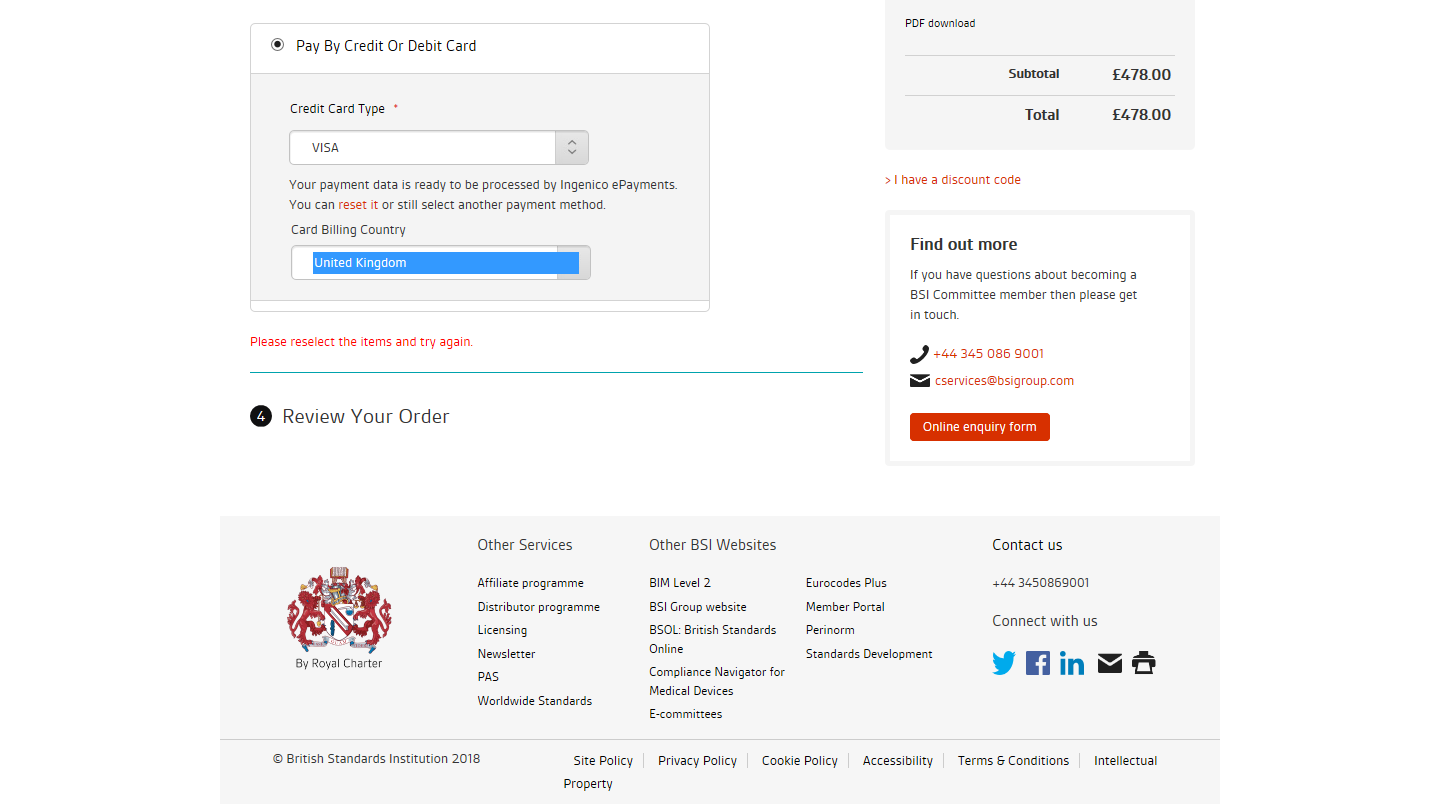 Pay By Credit Or Debit Card
Credit Card Type *
VISA
Your payment data is ready to be processed by Ingenico ePayments.
You can reset it or still select another payment method.
Card Billing Country
United Kingdom
Please reselect the items and try again.
4 Review Your Order
PDF download
Subtotal £478.00
Total £478.00
> I have a discount code
Find out more
If you have questions about becoming a
BSI Committee member then please get
in touch.
+44 345 086 9001
cservices@bsigroup.com
Online enquiry form
By Royal Charter
Other Services
Affiliate programme
Distributor programme
Licensing
Newsletter
PAS
Worldwide Standards
Other BSI Websites
BIM Level 2
BSI Group website
BSOL: British Standards
Online
Compliance Navigator for
Medical Devices
E-committees
Eurocodes Plus
Member Portal
Perinorm
Standards Development
Contact us
+44 3450869001
Connect with us
© British Standards Institution 2018
Site Policy Privacy Policy Cookie Policy Accessibility Terms & Conditions Intellectual
Property